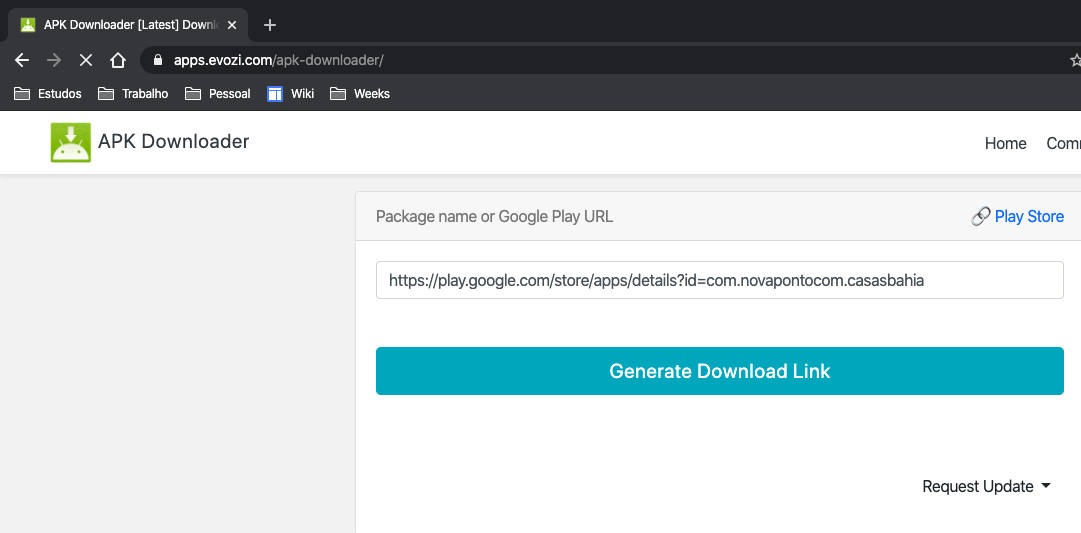 APK Downloader [Latest] Downl
apps.evozi.com/apk-downloader/
Estudos Trabalho Pessoal Wiki Weeks
APK Downloader
Home Com
Package name or Google Play URL
Play Store
https://play.google.com/store/apps/details?id=com.novapontocom.casasbahia
Generate Download Link
Request Update